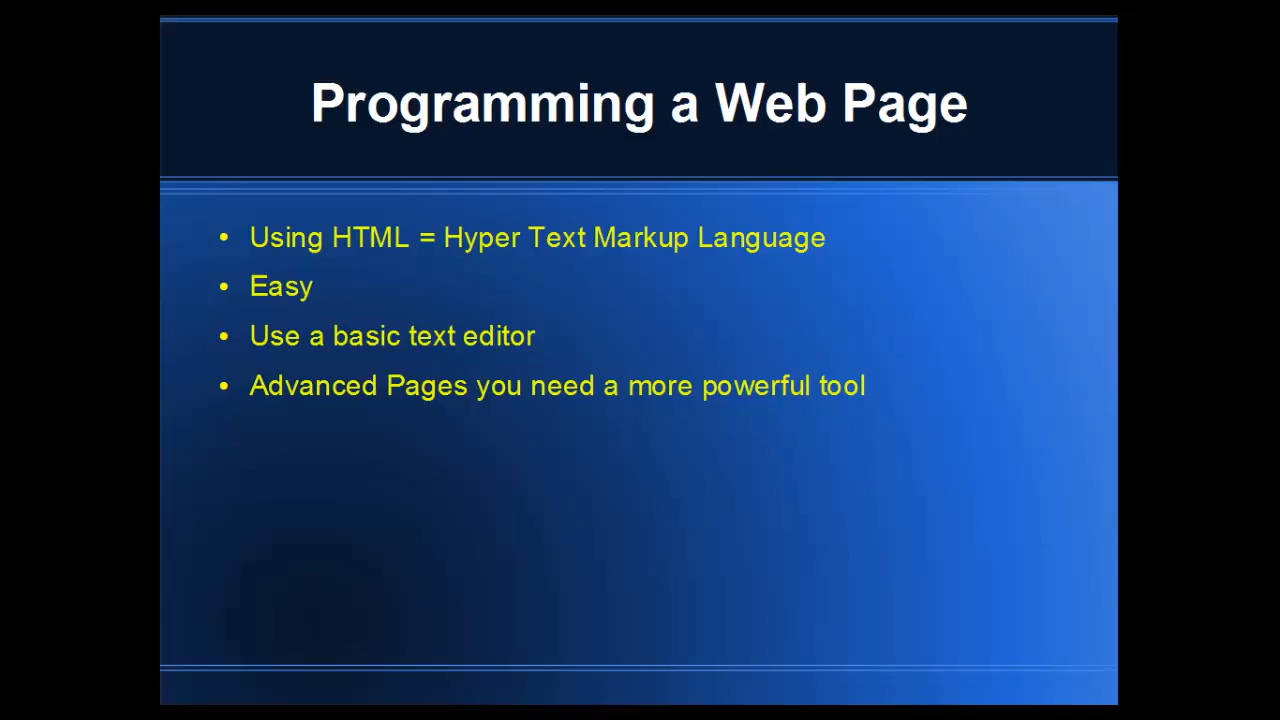 Programming a Web Page
• Using HTML = Hyper Text Markup Language
• Easy
• Use a basic text editor
• Advanced Pages you need a more powerful tool